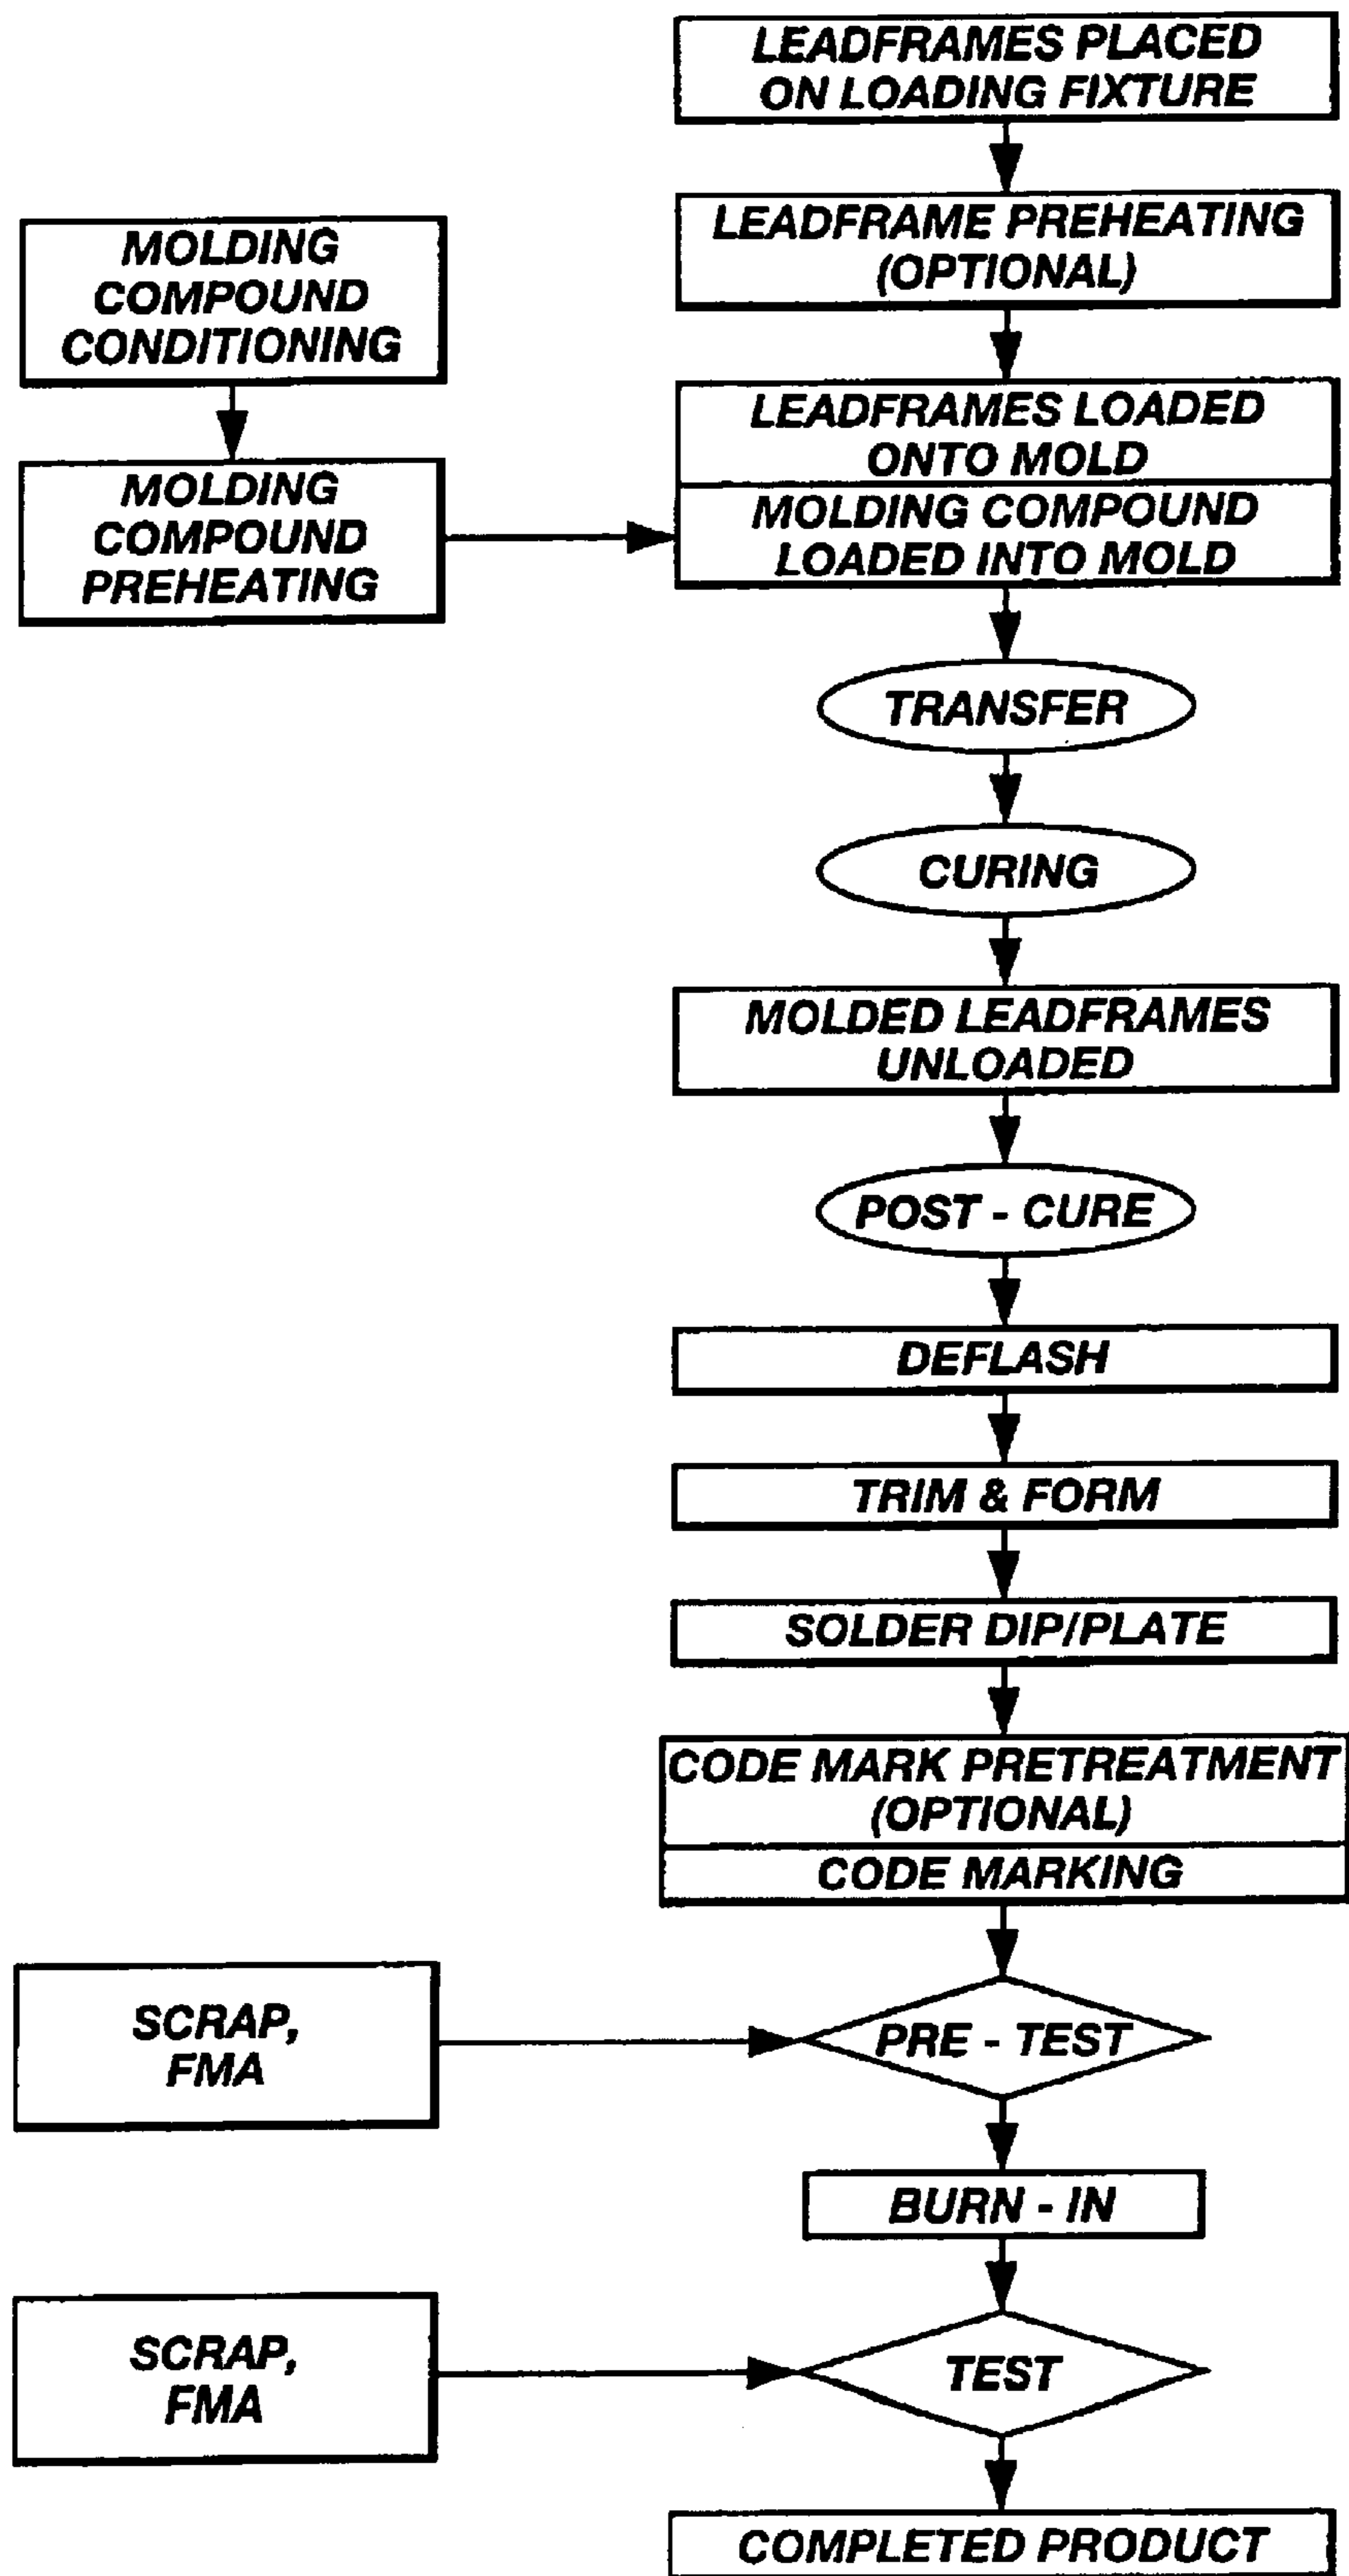 LEADFRAMES PLACED
ON LOADING FIXTURE
LEADFRAME PREHEATING
(OPTIONAL)
MOLDING
COMPOUND
CONDITIONING
LEADFRAMES LOADED
ONTO MOLD
MOLDING
COMPOUND
PREHEATING
MOLDING COMPOUND
LOADED INTO MOLD
TRANSFER
CURING
MOLDED LEADFRAMES
UNLOADED
POST - CURE
DEFLASH
TRIM & FORM
SOLDER DIP/PLATE
CODE MARK PRETREATMENT
(OPTIONAL)
CODE MARKING
SCRAP,
FMA
PRE - TEST
BURN - IN
SCRAP,
FMA
TEST
COMPLETED PRODUCT